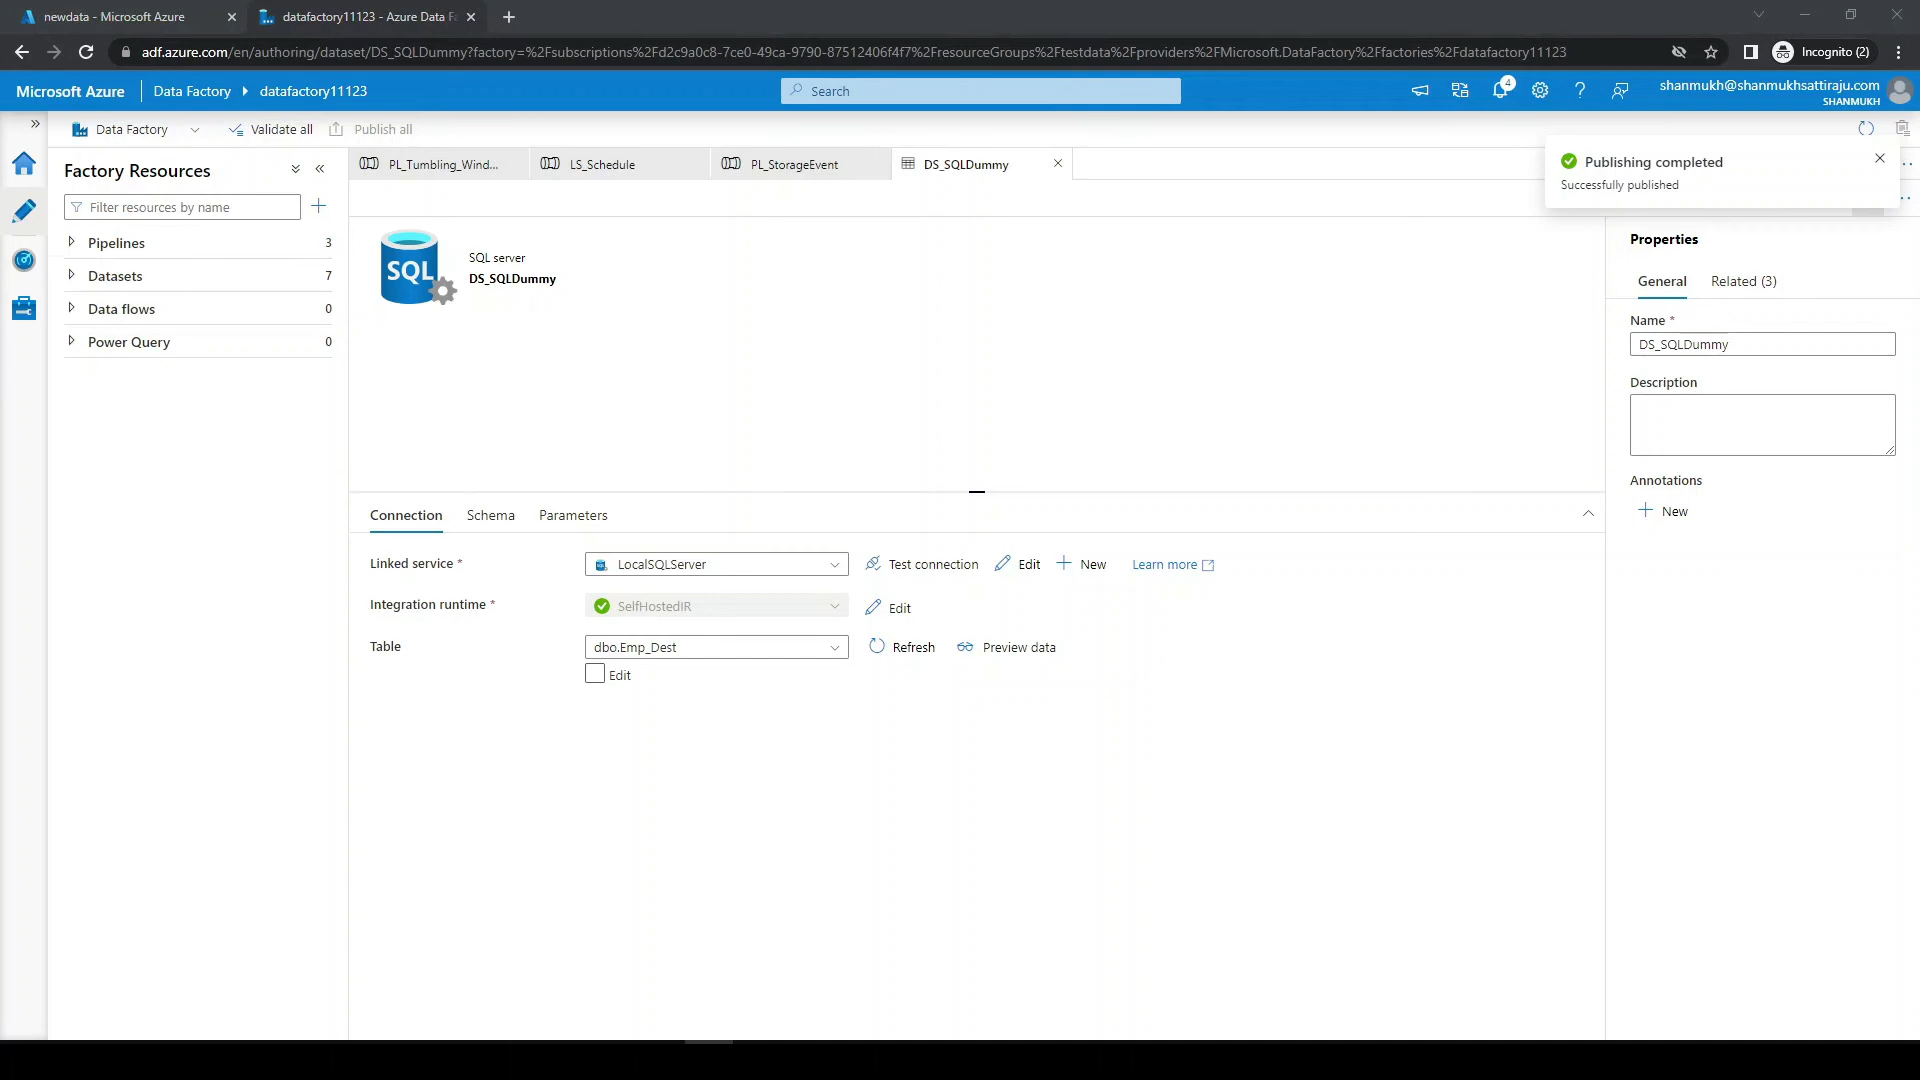 newdata - Microsoft Azure
datafactory11123 - Azure Data Fa
adf.azure.com/en/authoring/dataset/DS_SQLDummy?factory=%2Fsubscriptions%2Fd2c9a0c8-7ce0-49ca-9790-87512406f4f7%2FresourceGroups%2Ftestdata%2Fproviders%2FMicrosoft.DataFactory%2Ffactories%2Fdatafactory11123
Incognito (2)
Microsoft Azure
Data Factory
datafactory11123
Search
4
shanmukh@shanmukhsattiraju.com
SHANMUKH
Data Factory
Validate all
Publish all
Factory Resources
Filter resources by name
Pipelines 3
Datasets 7
Data flows 0
Power Query 0
PL_Tumbling_Wind...
LS_Schedule
PL_StorageEvent
DS_SQLDummy
Publishing completed
Successfully published
SQL
SQL server
DS_SQLDummy
Connection
Schema
Parameters
Linked service *
LocalSQLServer
Test connection
Edit
New
Learn more
Integration runtime *
SelfHostedIR
Edit
Table
dbo.Emp_Dest
Refresh
Preview data
Edit
Properties
General
Related (3)
Name *
DS_SQLDummy
Description
Annotations
New